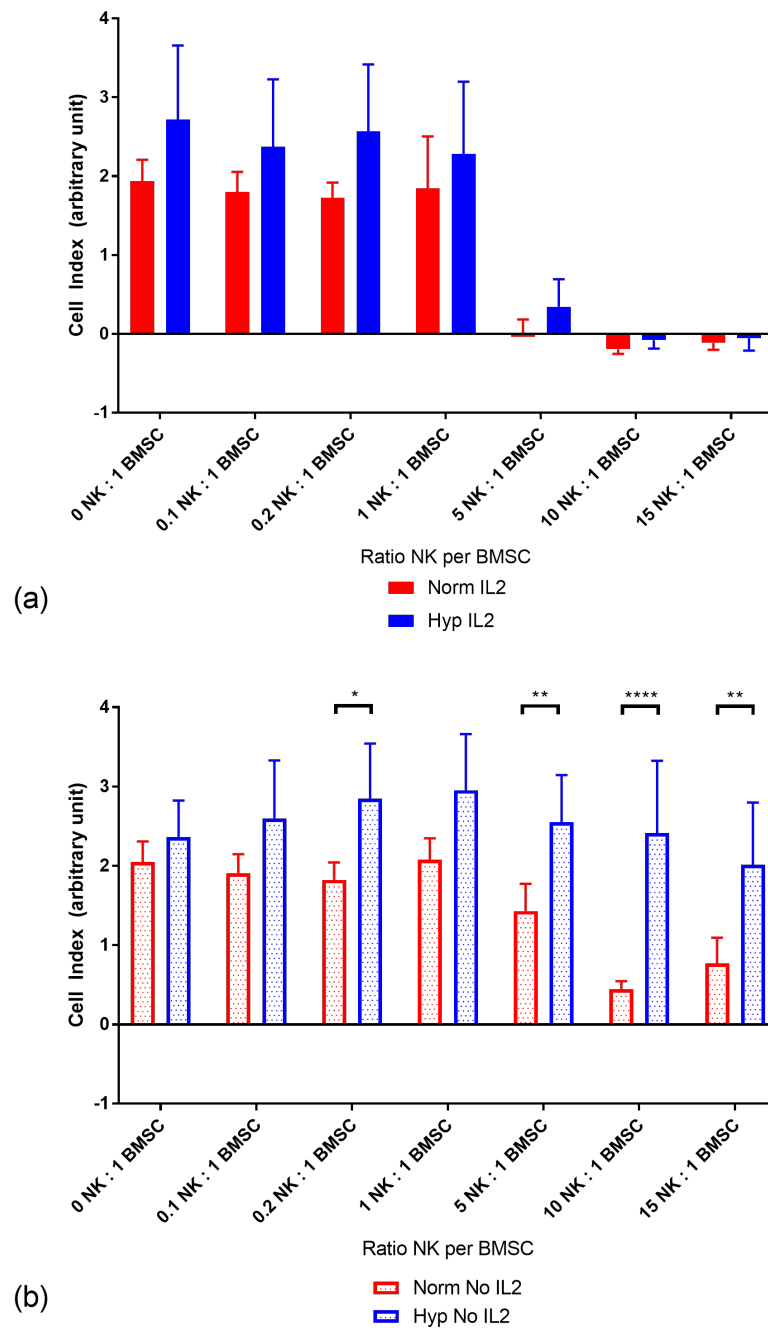 4
3
2
1
0
-1
Cell Index (arbitrary unit)
0 NK : 1 BMSC
0.1 NK : 1 BMSC
0.2 NK : 1 BMSC
1 NK : 1 BMSC
5 NK : 1 BMSC
10 NK : 1 BMSC
15 NK : 1 BMSC
Ratio NK per BMSC
(a)
Norm IL2
Hyp IL2
* ** **** **
4
3
2
1
0
-1
Cell Index (arbitrary unit)
0 NK : 1 BMSC
0.1 NK : 1 BMSC
0.2 NK : 1 BMSC
1 NK : 1 BMSC
5 NK : 1 BMSC
10 NK : 1 BMSC
15 NK : 1 BMSC
Ratio NK per BMSC
(b)
Norm No IL2
Hyp No IL2